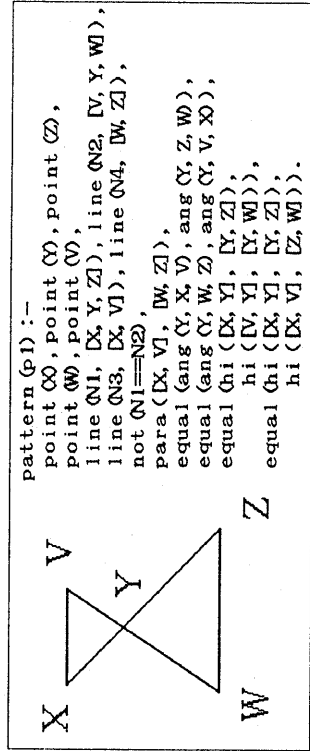 pattern(p1):-
point(X),point(Y),point(Z),
point(W),point(V),
line(N1,[X,Y,Z]),line(N2,[V,Y,W]),
line(N3,[X,V]),line(N4,[W,Z]),
not(N1==N2),
para([X,V],[W,Z]),
equal(ang(Y,X,V),ang(Y,Z,W)),
equal(ang(Y,W,Z),ang(Y,V,X)),
equal(hi([X,Y],[Y,Z]),
hi([V,Y],[Y,W])),
equal(hi([X,Y],[Y,Z]),
hi([X,V],[Z,W])).
X V
Y
W Z